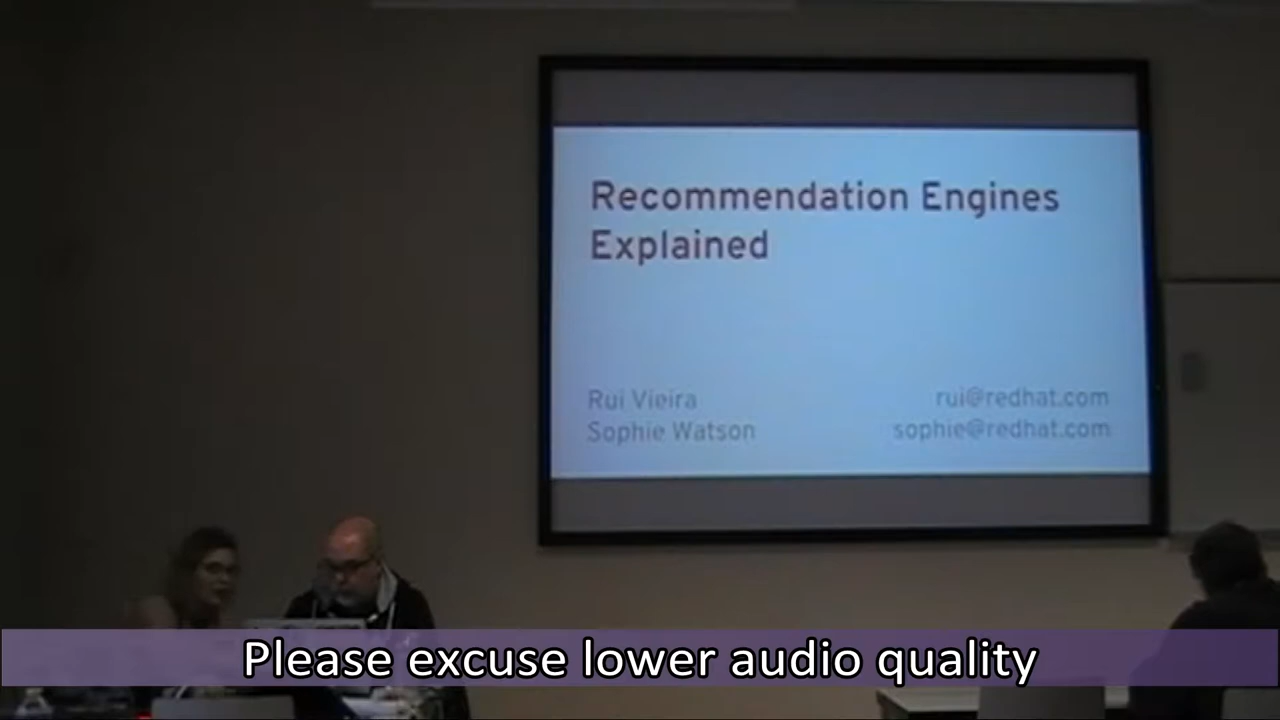 Recommendation Engines
Explained
Rui Vieira
rui@redhat.com
Sophie Watson
sophie@redhat.com
Please excuse lower audio quality